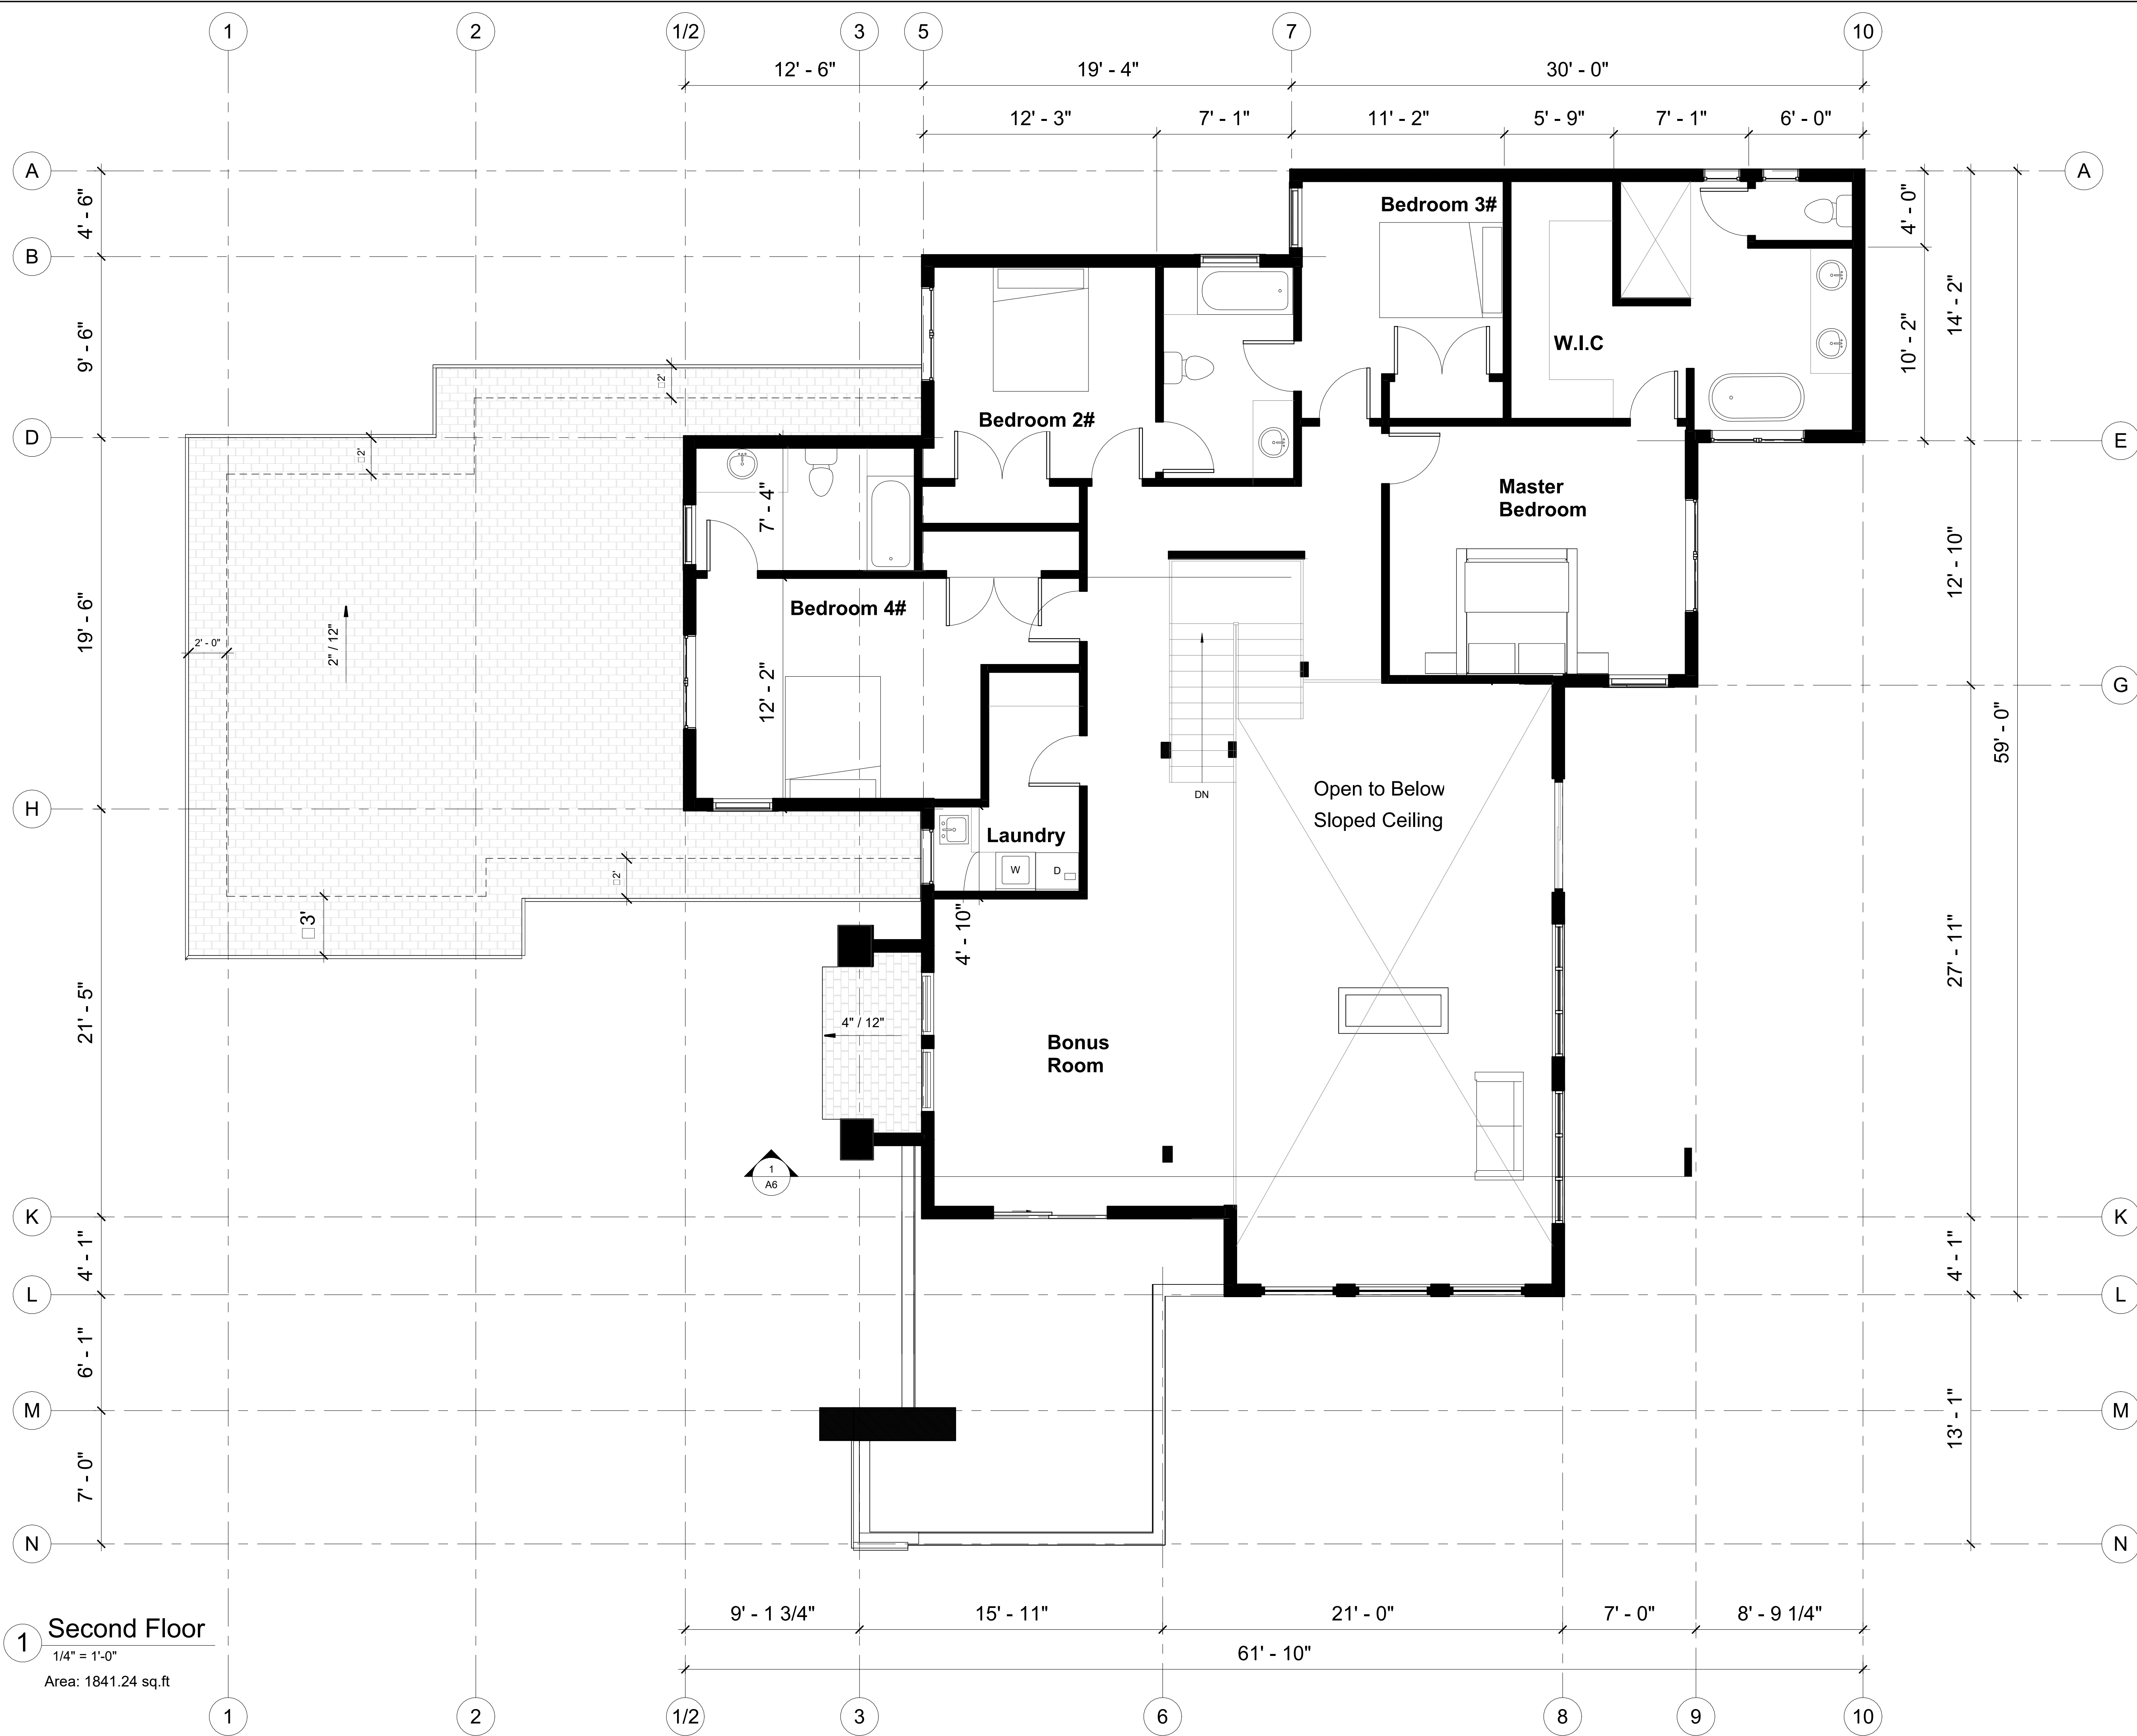 1 2 1/2 3 5 7 10
12' - 6" 19' - 4" 30' - 0"
12' - 3" 7' - 1" 11' - 2" 5' - 9" 7' - 1" 6' - 0"
A A
4' - 6"
4' - 0"
Bedroom 3#
B
14' - 2"
9' - 6"
10' - 2"
W.I.C
□2'
Bedroom 2#
D E
□2'
7' - 4"
Master
Bedroom
12' - 10"
19' - 6"
Bedroom 4#
2' - 0"
2" / 12"
12' - 2"
G
59' - 0"
Open to Below
DN
H
Sloped Ceiling
Laundry
W D
□2'
□3'
4' - 10"
27' - 11"
21' - 5"
4" / 12"
Bonus
Room
1
A6
K K
4' - 1" 4' - 1"
L L
6' - 1"
M M
13' - 1"
7' - 0"
N N
9' - 1 3/4" 15' - 11" 21' - 0" 7' - 0" 8' - 9 1/4"
61' - 10"
1 Second Floor
1/4" = 1'-0"
Area: 1841.24 sq.ft
1 2 1/2 3 6 8 9 10